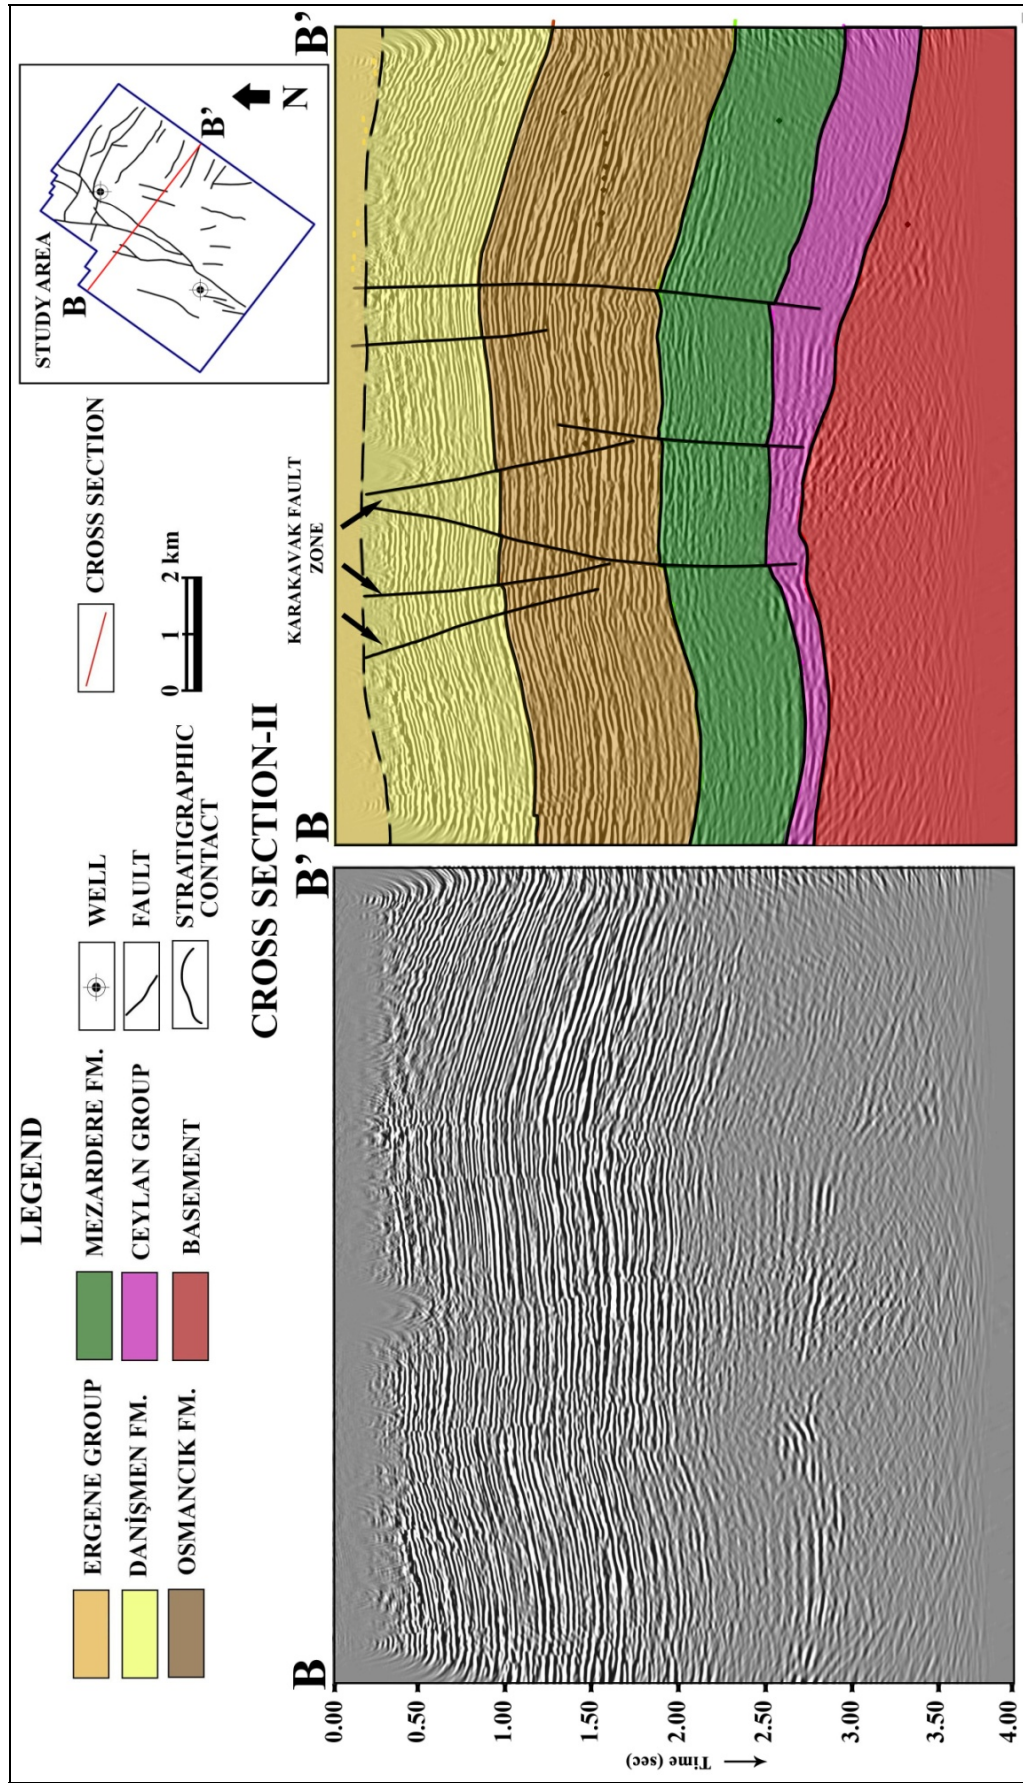 LEGEND
ERGENE GROUP
DANİŞMEN FM.
OSMANCIK FM.
MEZARDERE FM.
CEYLAN GROUP
BASEMENT
WELL
FAULT
STRATIGRAPHIC
CONTACT
CROSS SECTION
0 1 2 km
STUDY AREA
B
B'
N
CROSS SECTION-II
B B'
B B'
KARAKAVAK FAULT
ZONE
Time (sec)
0.00
0.50
1.00
1.50
2.00
2.50
3.00
3.50
4.00